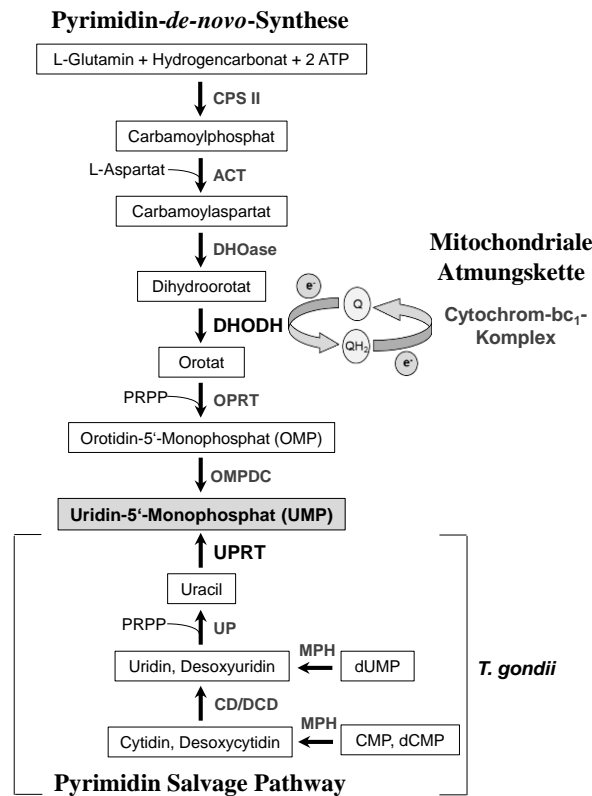 Pyrimidin-de-novo-Synthese
L-Glutamin + Hydrogencarbonat + 2 ATP
CPS II
Carbamoylphosphat
L-Aspartat
ACT
Carbamoylaspartat
DHOase
Mitochondriale
Atmungskette
Dihydroorotat
e-
Q
Cytochrom-bc1-
Komplex
DHODH
QH2
e-
Orotat
PRPP
OPRT
Orotidin-5‘-Monophosphat (OMP)
OMPDC
Uridin-5‘-Monophosphat (UMP)
UPRT
Uracil
PRPP
UP
MPH
Uridin, Desoxyuridin
dUMP
T. gondii
CD/DCD
MPH
Cytidin, Desoxycytidin
CMP, dCMP
Pyrimidin Salvage Pathway